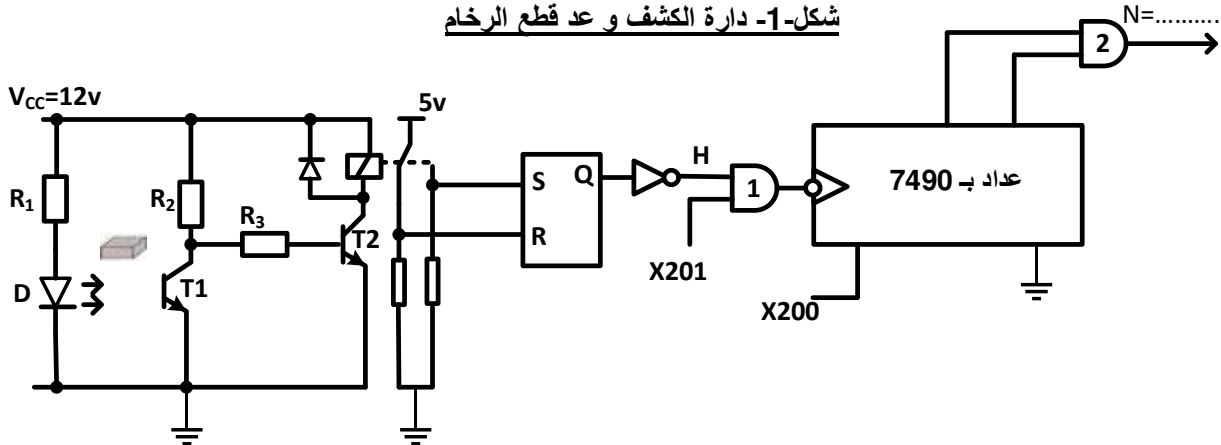 شكل-1- دارة الكشف و عد قطع الرخام
N=..........
2
VCC=12v
5v
R1
R2
R3
D
T1
T2
S
Q
R
H
1
X201
عداد بـ 7490
X200